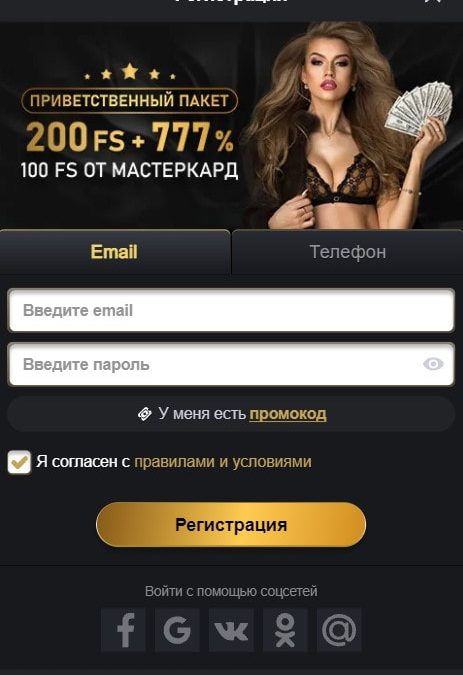 Регистрация
ПРИВЕТСТВЕННЫЙ ПАКЕТ
200 FS + 777%
100 FS ОТ МАСТЕРКАРД
Email
Телефон
Введите email
Введите пароль
У меня есть промокод
Я согласен с правилами и условиями
Регистрация
Войти с помощью соцсетей